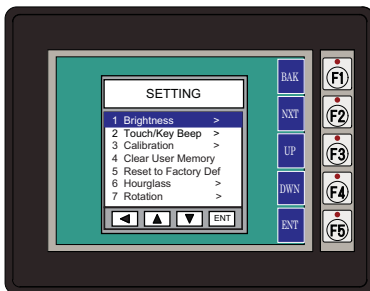 SETTING
1 Brightness >
2 Touch/Key Beep >
3 Calibration >
4 Clear User Memory
5 Reset to Factory Def
6 Hourglass >
7 Rotation >
ENT
BAK
NXT
UP
DWN
ENT
F1
F2
F3
F4
F5